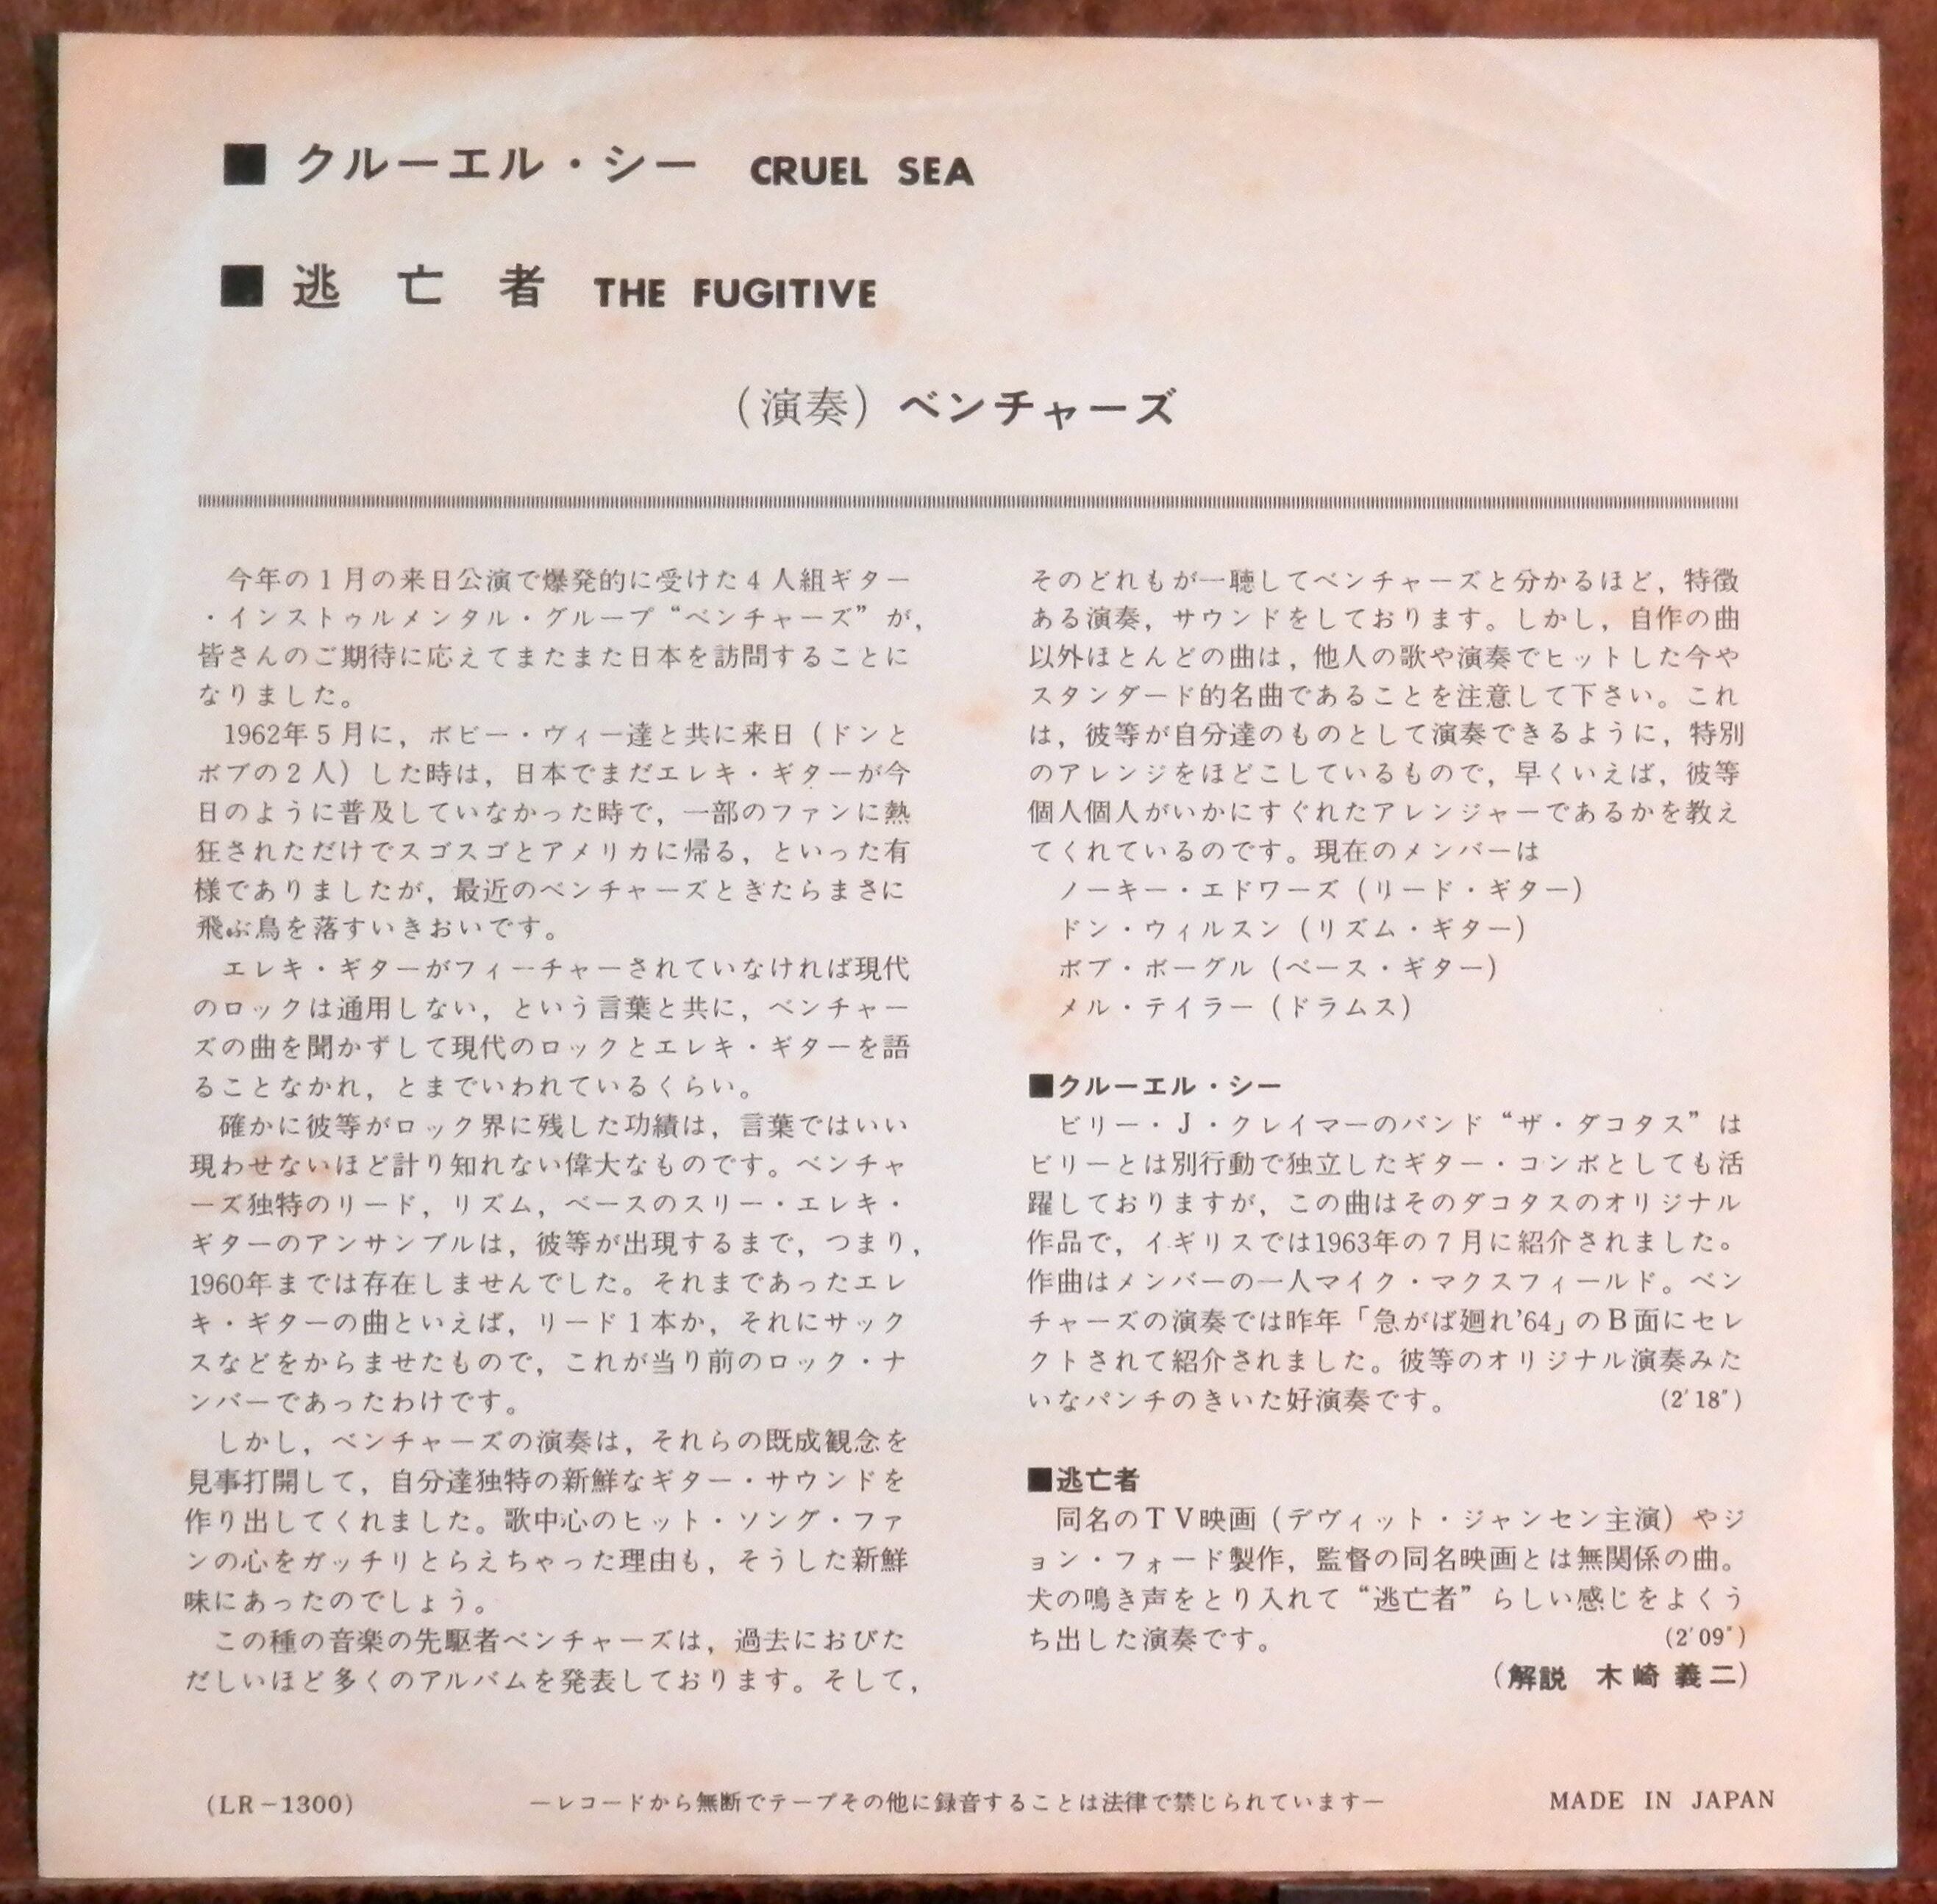 ■ クルーエル・シー CRUEL SEA
■ 逃亡者 THE FUGITIVE
（演奏）ベンチャーズ
今年の1月の来日公演で爆発的に受けた4人組ギター
・インストゥルメンタル・グループ“ベンチャーズ”が，
皆さんのご期待に応えてまたまた日本を訪問することに
なりました。
1962年5月に，ボビー・ヴィー達と共に来日（ドンと
ボブの2人）した時は，日本でまだエレキ・ギターが今
日のように普及していなかった時で，一部のファンに熱
狂されただけでスゴスゴとアメリカに帰る，といった有
様でありましたが，最近のベンチャーズときたらまさに
飛ぶ鳥を落すいきおいです。
エレキ・ギターがフィーチャーされていなければ現代
のロックは通用しない，という言葉と共に，ベンチャー
ズの曲を聞かずして現代のロックとエレキ・ギターを語
ることなかれ，とまでいわれているくらい。
確かに彼等がロック界に残した功績は，言葉ではいい
現わせないほど計り知れない偉大なものです。ベンチャ
ーズ独特のリード，リズム，ベースのスリー・エレキ・
ギターのアンサンブルは，彼等が出現するまで，つまり，
1960年までは存在しませんでした。それまであったエレ
キ・ギターの曲といえば，リード1本か，それにサック
スなどをからませたもので，これが当り前のロック・ナ
ンバーであったわけです。
しかし，ベンチャーズの演奏は，それらの既成観念を
見事打開して，自分達独特の新鮮なギター・サウンドを
作り出してくれました。歌中心のヒット・ソング・ファ
ンの心をガッチリとらえちゃった理由も，そうした新鮮
味にあったのでしょう。
この種の音楽の先駆者ベンチャーズは，過去におびた
だしいほど多くのアルバムを発表しております。そして，
そのどれもが一聴してベンチャーズと分かるほど，特徴
ある演奏，サウンドをしております。しかし，自作の曲
以外ほとんどの曲は，他人の歌や演奏でヒットした今や
スタンダード的名曲であることを注意して下さい。これ
は，彼等が自分達のものとして演奏できるように，特別
のアレンジをほどこしているもので，早くいえば，彼等
個人個人がいかにすぐれたアレンジャーであるかを教え
てくれているのです。現在のメンバーは
ノーキー・エドワーズ（リード・ギター）
ドン・ウィルスン（リズム・ギター）
ボブ・ボーグル（ベース・ギター）
メル・テイラー（ドラムス）
■クルーエル・シー
ビリー・J・クレイマーのバンド“ザ・ダコタス”は
ビリーとは別行動で独立したギター・コンボとしても活
躍しておりますが，この曲はそのダコタスのオリジナル
作品で，イギリスでは1963年の7月に紹介されました。
作曲はメンバーの一人マイク・マクスフィールド。ベン
チャーズの演奏では昨年「急がば廻れ'64」のB面にセレ
クトされて紹介されました。彼等のオリジナル演奏みた
いなパンチのきいた好演奏です。 (2′18″)
■逃亡者
同名のTV映画（デヴィット・ジャンセン主演）やジ
ョン・フォード製作，監督の同名映画とは無関係の曲。
犬の鳴き声をとり入れて“逃亡者”らしい感じをよくう
ち出した演奏です。 (2′09″)
（解説 木崎義二）
(LR−1300) ―レコードから無断でテープその他に録音することは法律で禁じられています― MADE IN JAPAN